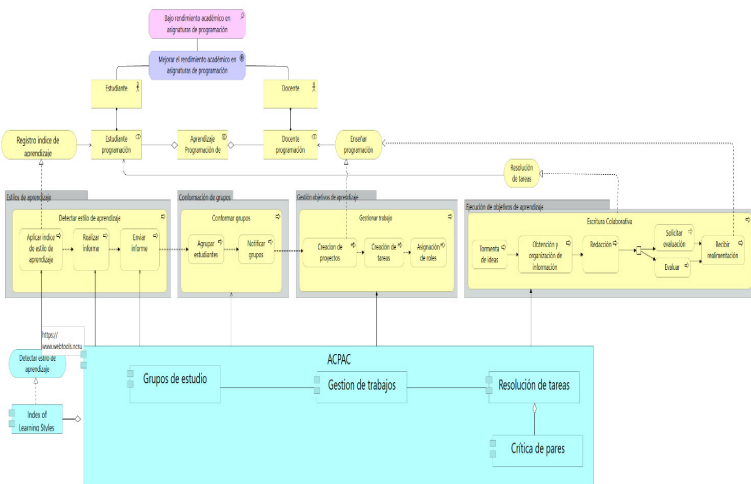 Bajo rendimiento académico en
asignaturas de programación
Mejorar el rendimiento académico en
asignaturas de programación
Estudiante
Docente
Registro indice de
aprendizaje
Estudiante
programación
Aprendizaje
Programación de
Docente
programación
Enseñar
programación
Resolución
de tareas
Estilos de aprendizaje
Conformación de grupos
Gestión objetivos de aprendizaje
Ejecución de objetivos de aprendizaje
Detectar estilo de aprendizaje
Aplicar indice
de estilo de
aprendizaje
Realizar
informe
Enviar
informe
Conformar grupos
Agrupar
estudiantes
Notificar
grupos
Gestionar trabajo
Creacion de
proyectos
Creación de
tareas
Asignación
de roles
Escritura Colaborativa
Tormenta
de ideas
Obtención y
organización de
información
Redacción
Solicitar
evaluación
Evaluar
Recibir
realimentación
https://
www.webtools.ncsu
Detectar estilo de
aprendizaje
Index of
Learning Styles
ACPAC
Grupos de estudio
Gestion de trabajos
Resolución de tareas
Crítica de pares